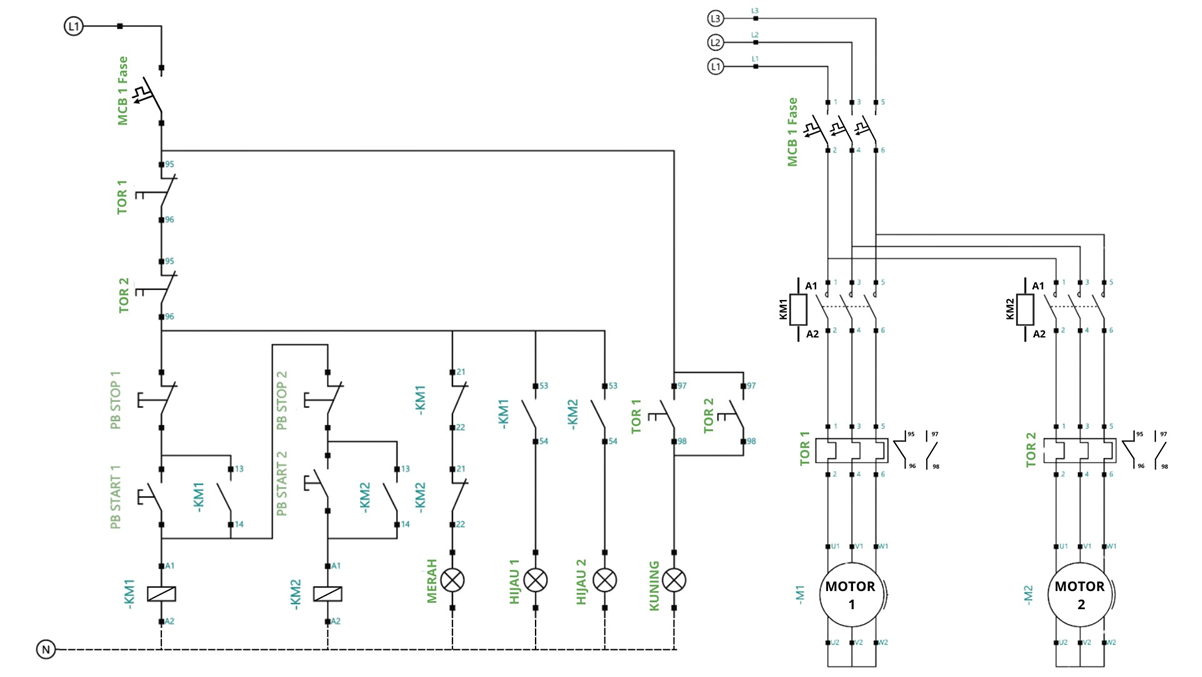 L1
MCB 1 Fase
95
TOR 1
96
95
TOR 2
96
PB STOP 1
PB START 1
13
-KM1
14
A1
-KM1
A2
PB STOP 2
PB START 2
13
-KM2
14
A1
-KM2
A2
21
-KM1
22
21
-KM2
22
MERAH
53
-KM1
54
HIJAU 1
53
-KM2
54
HIJAU 2
97
TOR 1
98
97
TOR 2
98
KUNING
N
L3 L3
L2 L2
L1 L1
MCB 1 Fase
1 3 5
2 4 6
KM1
A1
A2
1 3 5
2 4 6
KM2
A1
A2
1 3 5
2 4 6
TOR 1
1 3 5
95 97
96 98
2 4 6
TOR 2
1 3 5
95 97
96 98
2 4 6
U1 V1 W1
-M1
MOTOR
1
U2 V2 W2
U1 V1 W1
-M2
MOTOR
2
U2 V2 W2